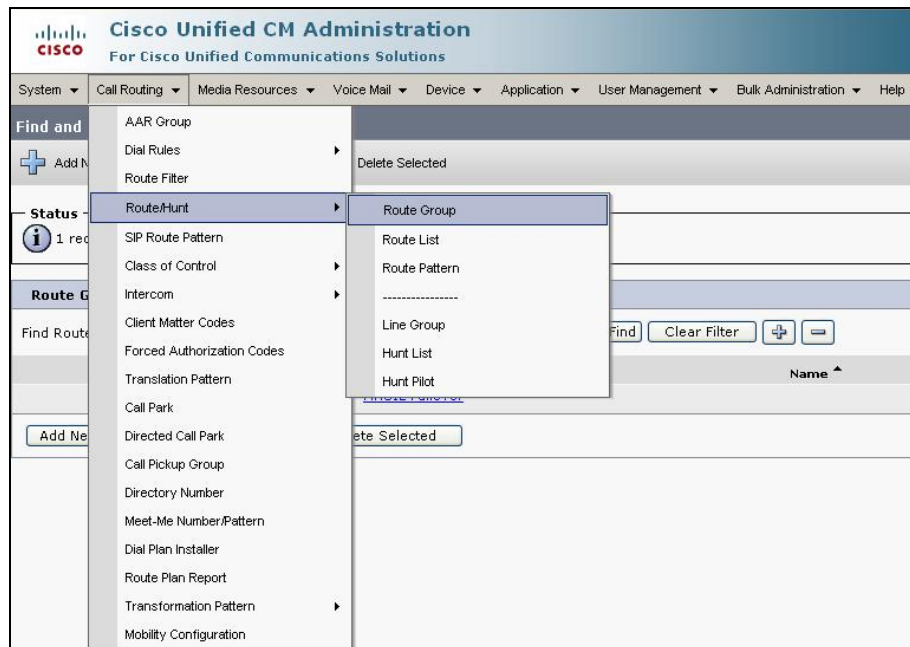 CISCO
Cisco Unified CM Administration
For Cisco Unified Communications Solutions
System Call Routing Media Resources Voice Mail Device Application User Management Bulk Administration Help
Find and
Add N
Delete Selected
Status
1 rec
Route G
Find Route
Find Clear Filter
Name
Add Ne
ete Selected
AAR Group
Dial Rules
Route Filter
Route/Hunt
SIP Route Pattern
Class of Control
Intercom
Client Matter Codes
Forced Authorization Codes
Translation Pattern
Call Park
Directed Call Park
Call Pickup Group
Directory Number
Meet-Me Number/Pattern
Dial Plan Installer
Route Plan Report
Transformation Pattern
Mobility Configuration
Route Group
Route List
Route Pattern
----------------
Line Group
Hunt List
Hunt Pilot